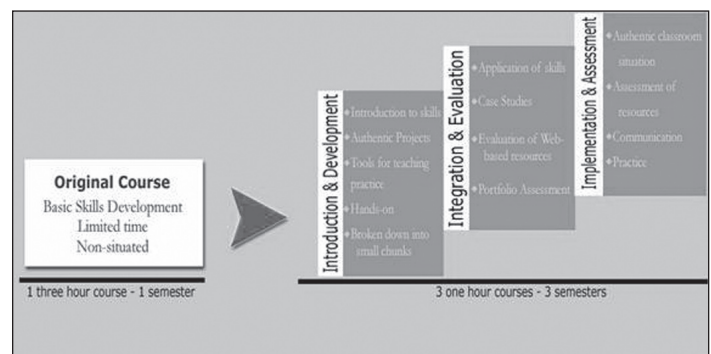 Original Course
Basic Skills Development
Limited time
Non-situated
1 three hour course - 1 semester
Introduction & Development
◆Introduction to skills
◆Authentic Projects
◆Tools for teaching
practice
◆Hands-on
◆Broken down into
small chunks
Integration & Evaluation
◆Application of skills
◆Case Studies
◆Evaluation of Web-
based resources
◆Portfolio Assessment
Implementation & Assessment
◆Authentic classroom
situation
◆Assessment of
resources
◆Communication
◆Practice
3 one hour courses - 3 semesters